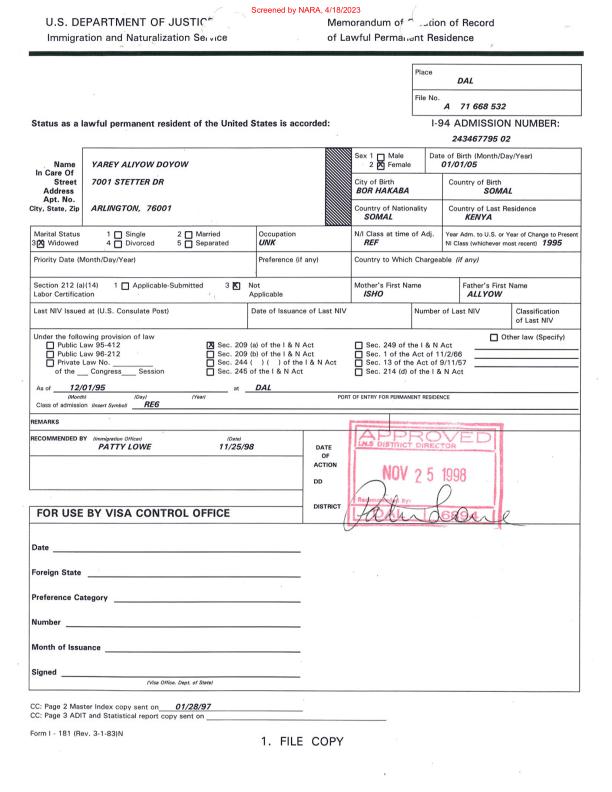 Screened by NARA, 4/18/2023
U.S. DEPARTMENT OF JUSTICE
Immigration and Naturalization Service
Memorandum of Creation of Record
of Lawful Permanent Residence
Place
DAL
File No.
A 71 668 532
Status as a lawful permanent resident of the United States is accorded:
I-94 ADMISSION NUMBER:
243467795 02
Name YAREY ALIYOW DOYOW
In Care Of
Street 7001 STETTER DR
Address
Apt. No.
City, State, Zip ARLINGTON, 76001
Sex 1 Male
2 X Female
Date of Birth (Month/Day/Year)
01/01/05
City of Birth
BOR HAKABA
Country of Birth
SOMAL
Country of Nationality
SOMAL
Country of Last Residence
KENYA
Marital Status 1 Single 2 Married
3 X Widowed 4 Divorced 5 Separated
Occupation
UNK
N/I Class at time of Adj.
REF
Year Adm. to U.S. or Year of Change to Present
NI Class (whichever most recent) 1995
Priority Date (Month/Day/Year)
Preference (if any)
Country to Which Chargeable (if any)
Section 212 (a)(14) 1 Applicable-Submitted 3 X Not
Labor Certification Applicable
Mother's First Name
ISHO
Father's First Name
ALLYOW
Last NIV Issued at (U.S. Consulate Post)
Date of Issuance of Last NIV
Number of Last NIV
Classification
of Last NIV
Under the following provision of law
Public Law 95-412
Public Law 96-212
Private Law No.
of the Congress Session
X Sec. 209 (a) of the I & N Act
Sec. 209 (b) of the I & N Act
Sec. 244 ( ) ( ) of the I & N Act
Sec. 245 of the I & N Act
Sec. 249 of the I & N Act
Sec. 1 of the Act of 11/2/66
Sec. 13 of the Act of 9/11/57
Sec. 214 (d) of the I & N Act
Other law (Specify)
As of 12/01/95 at DAL
(Month) (Day) (Year) PORT OF ENTRY FOR PERMANENT RESIDENCE
Class of admission (Insert Symbol) RE6
REMARKS
RECOMMENDED BY (Immigration Officer) (Date)
PATTY LOWE 11/25/98
DATE
OF
ACTION
DD
DISTRICT
APPROVED
I.N.S DISTRICT DIRECTOR
NOV 25 1998
FOR USE BY VISA CONTROL OFFICE
Date
Foreign State
Preference Category
Number
Month of Issuance
Signed
(Visa Office. Dept. of State)
CC: Page 2 Master Index copy sent on 01/28/97
CC: Page 3 ADIT and Statistical report copy sent on
Form I - 181 (Rev. 3-1-83)N
1. FILE COPY